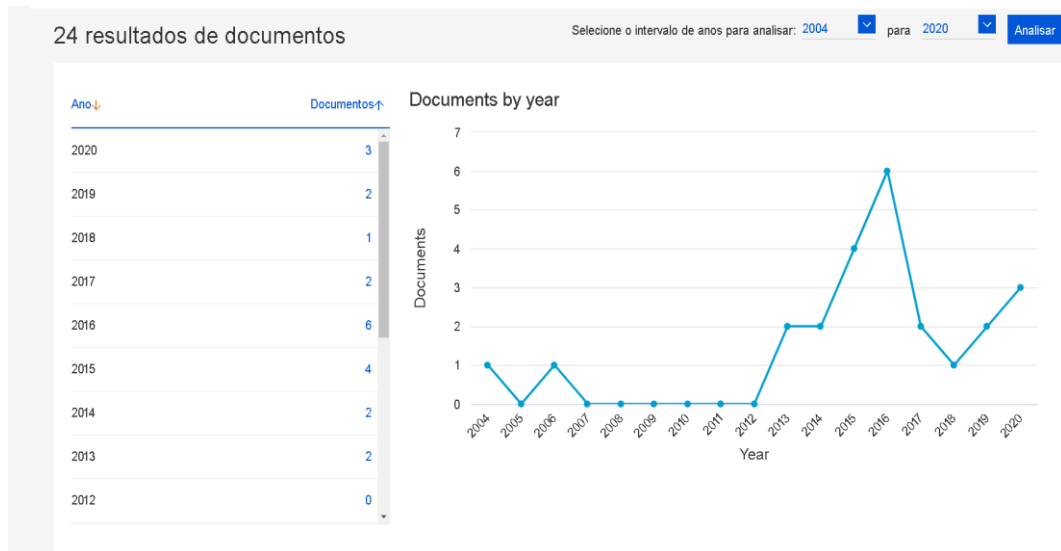 24 resultados de documentos
Selecione o intervalo de anos para analisar: 2004 para 2020 Analisar
Ano↓ Documentos↑
2020 3
2019 2
2018 1
2017 2
2016 6
2015 4
2014 2
2013 2
2012 0
Documents by year
7
6
5
4
3
2
1
0
Documents
2004 2005 2006 2007 2008 2009 2010 2011 2012 2013 2014 2015 2016 2017 2018 2019 2020
Year